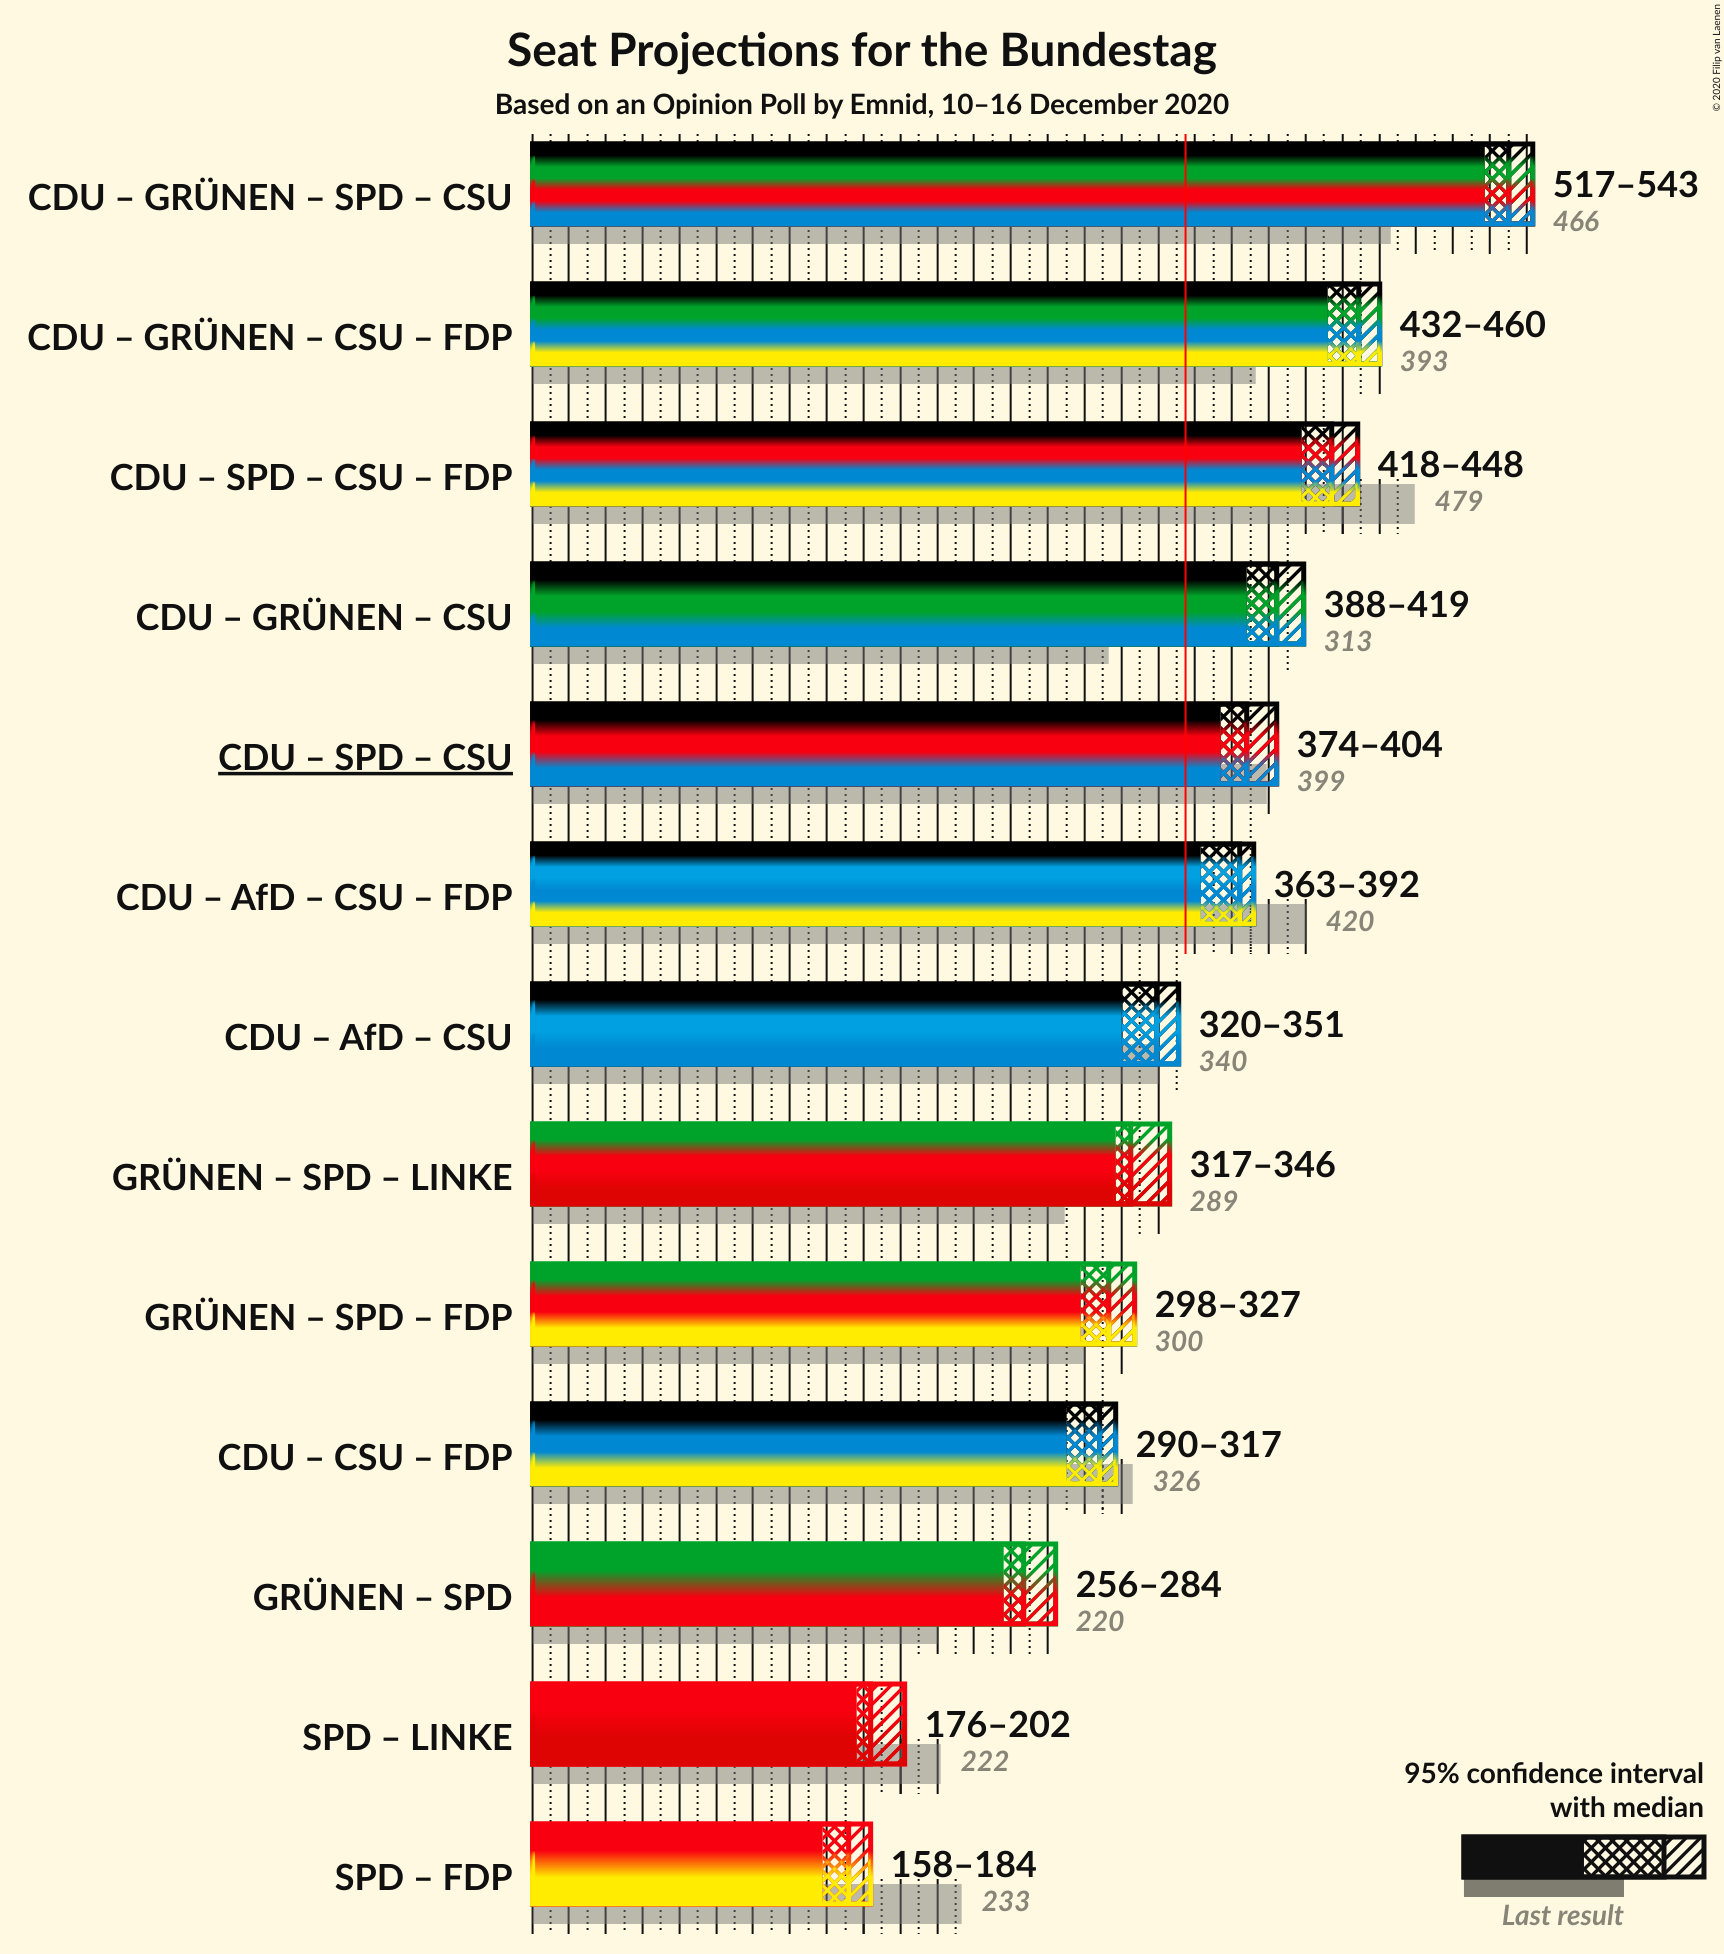 Seat Projections for the Bundestag
Based on an Opinion Poll by Emnid, 10–16 December 2020
© 2020 Filip van Laenen
CDU – GRÜNEN – SPD – CSU
517–543
466
CDU – GRÜNEN – CSU – FDP
432–460
393
CDU – SPD – CSU – FDP
418–448
479
CDU – GRÜNEN – CSU
388–419
313
CDU – SPD – CSU
374–404
399
CDU – AfD – CSU – FDP
363–392
420
CDU – AfD – CSU
320–351
340
GRÜNEN – SPD – LINKE
317–346
289
GRÜNEN – SPD – FDP
298–327
300
CDU – CSU – FDP
290–317
326
GRÜNEN – SPD
256–284
220
SPD – LINKE
176–202
222
SPD – FDP
158–184
233
95% confidence interval
with median
Last result